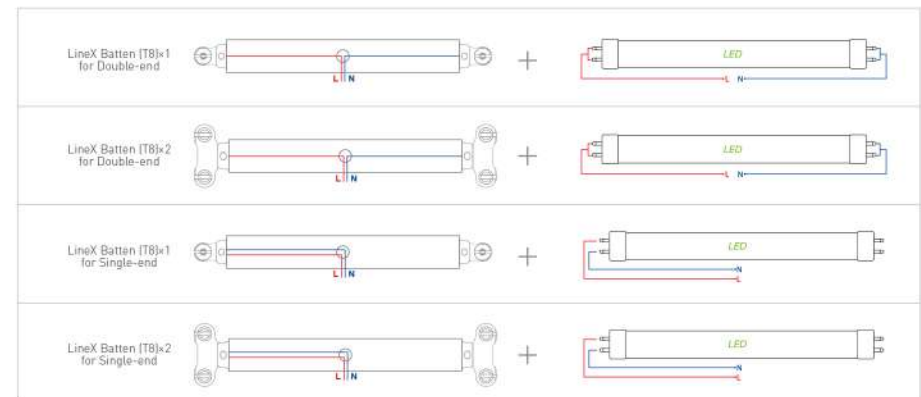 LineX Batten (T8)×1
for Double-end
L N
LED
L N
LineX Batten (T8)×2
for Double-end
L N
LED
L N
LineX Batten (T8)×1
for Single-end
L N
LED
N
L
LineX Batten (T8)×2
for Single-end
L N
LED
N
L